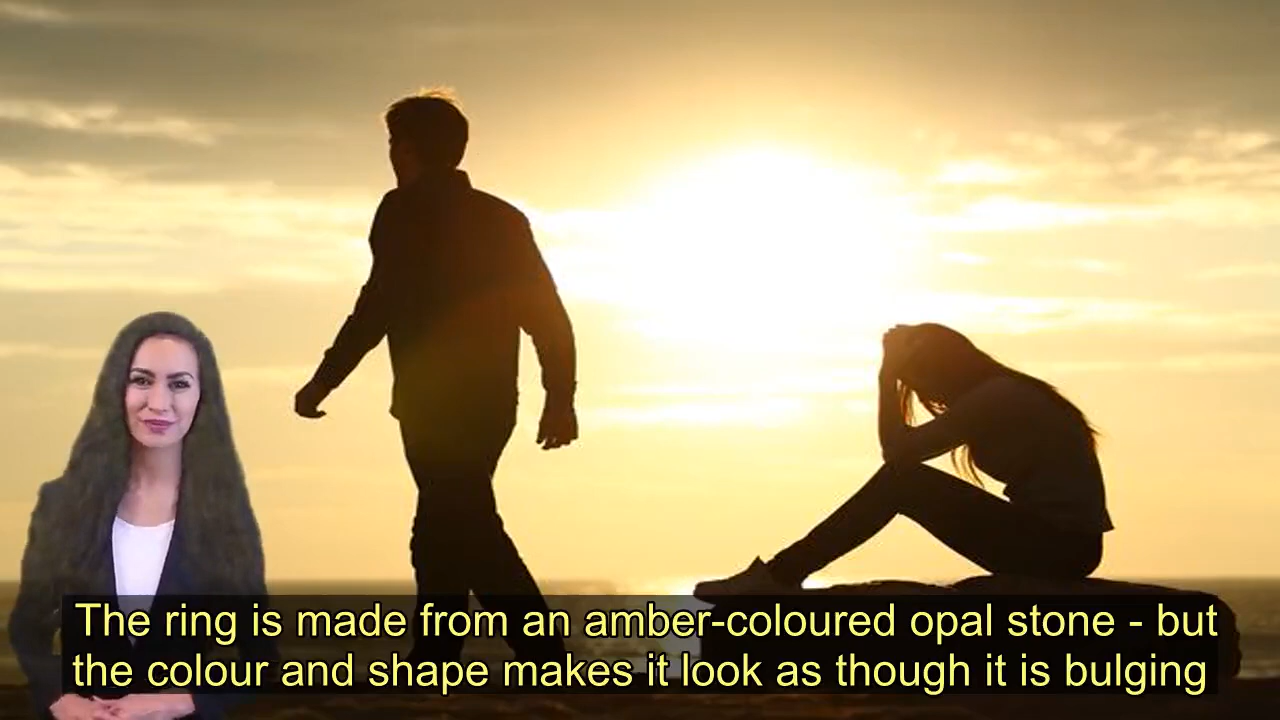 The ring is made from an amber-coloured opal stone - but
the colour and shape makes it look as though it is bulging